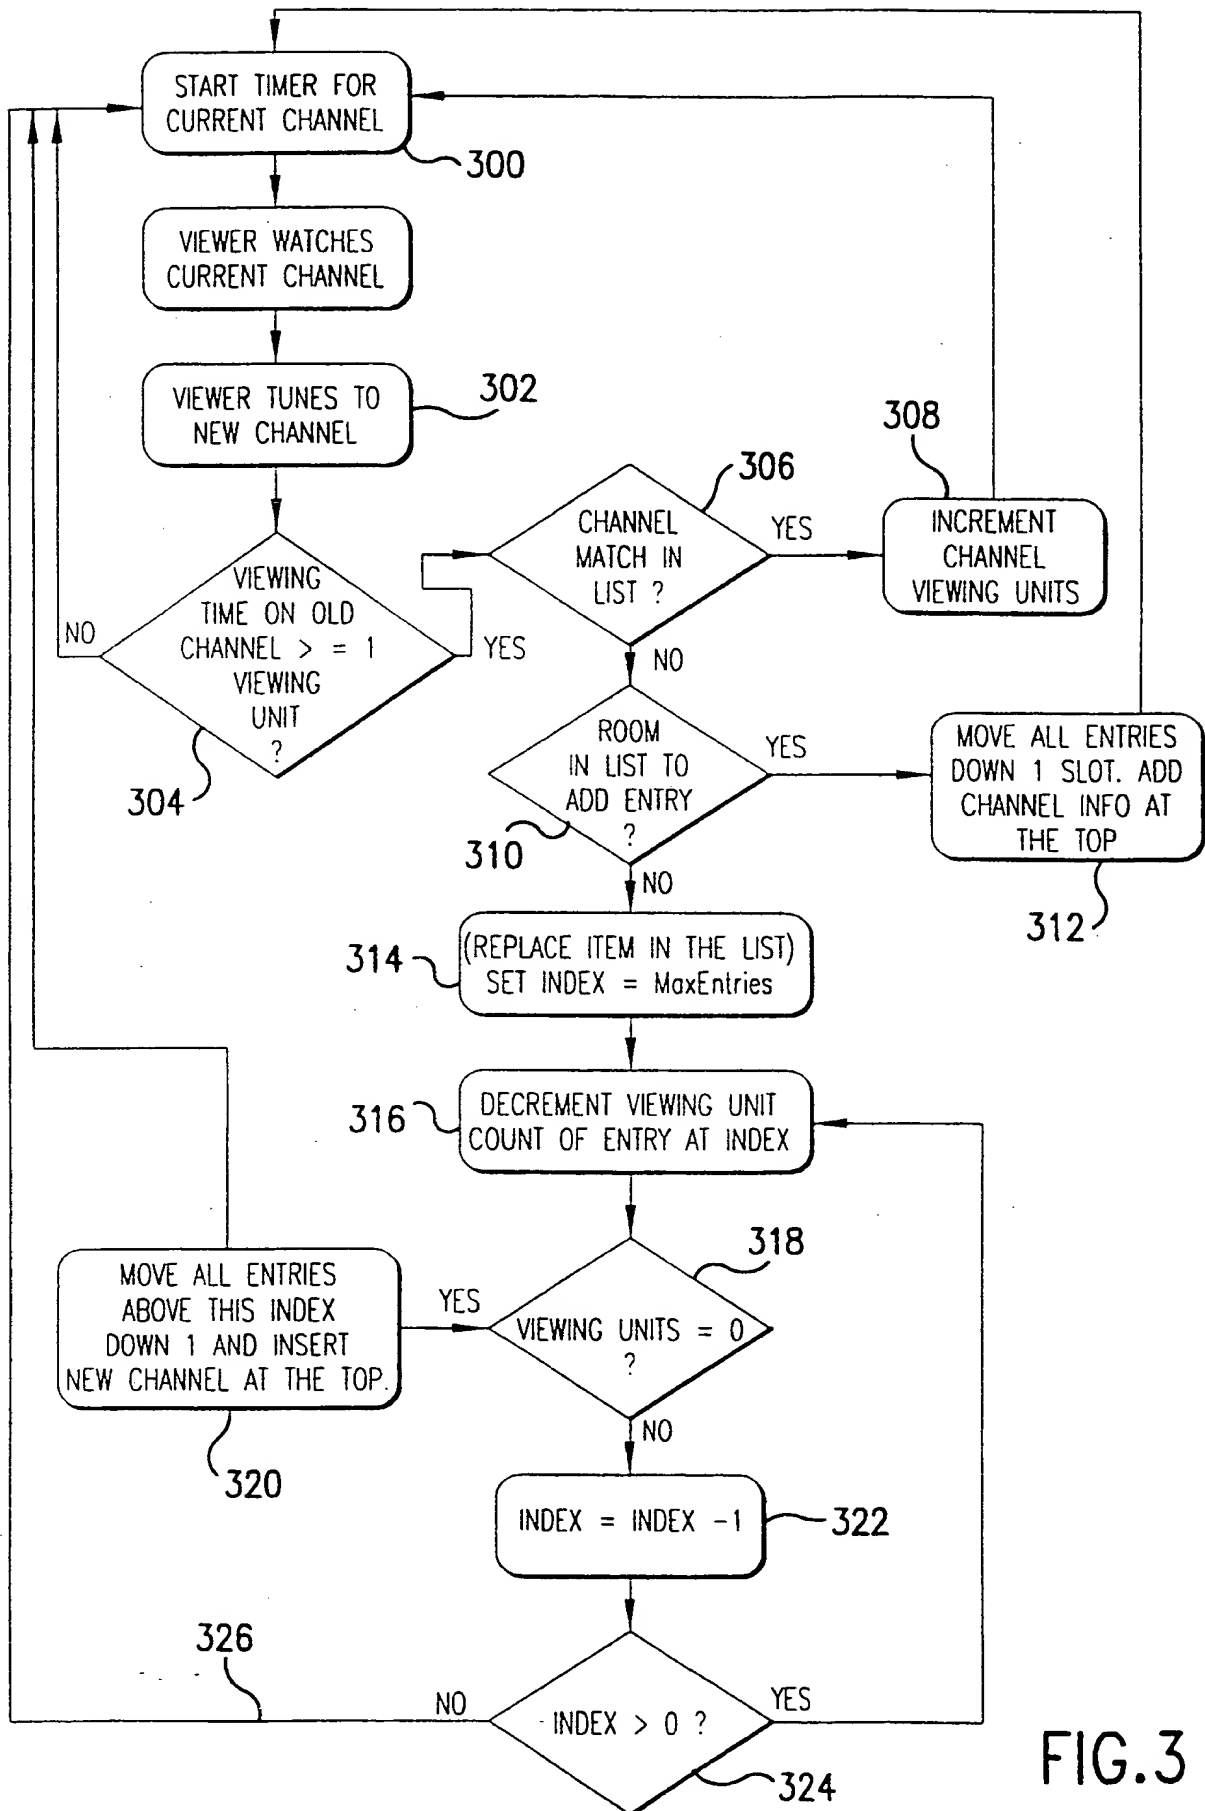 START TIMER FOR
CURRENT CHANNEL
300
VIEWER WATCHES
CURRENT CHANNEL
VIEWER TUNES TO
NEW CHANNEL
302
VIEWING
TIME ON OLD
CHANNEL > = 1
VIEWING
UNIT
?
NO
YES
304
CHANNEL
MATCH IN
LIST ?
306
YES
NO
308
INCREMENT
CHANNEL
VIEWING UNITS
ROOM
IN LIST TO
ADD ENTRY
?
310
YES
NO
MOVE ALL ENTRIES
DOWN 1 SLOT. ADD
CHANNEL INFO AT
THE TOP
312
(REPLACE ITEM IN THE LIST)
SET INDEX = MaxEntries
314
DECREMENT VIEWING UNIT
COUNT OF ENTRY AT INDEX
316
VIEWING UNITS = 0
?
318
YES
NO
MOVE ALL ENTRIES
ABOVE THIS INDEX
DOWN 1 AND INSERT
NEW CHANNEL AT THE TOP.
320
INDEX = INDEX -1
322
INDEX > 0 ?
324
NO
YES
326
FIG.3